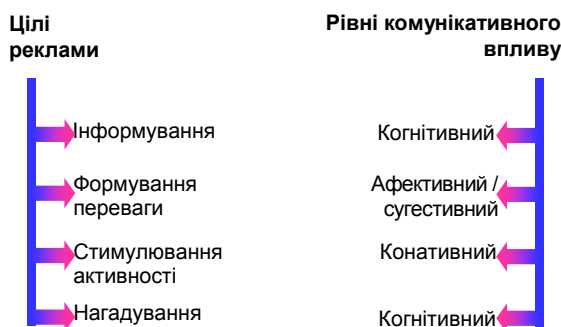 Цілі
реклами
Рівні комунікативного
впливу
Інформування
Когнітивний
Формування
переваги
Афективний /
сугестивний
Стимулювання
активності
Конативний
Нагадування
Когнітивний